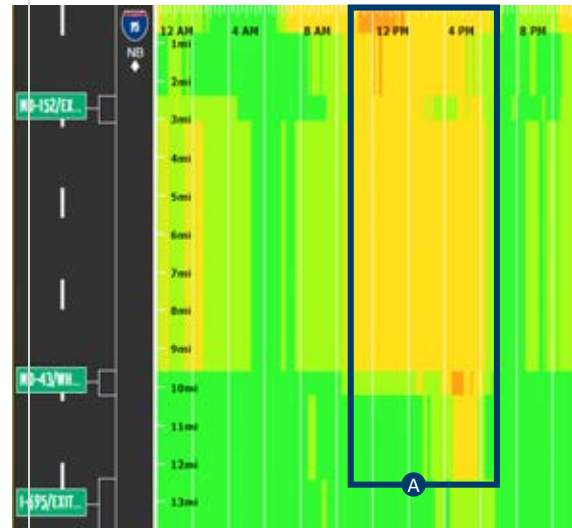 95
NB
12 AM 4 AM 8 AM 12 PM 4 PM 8 PM
1mi
2mi
MD-152/EX...
3mi
4mi
5mi
6mi
7mi
8mi
9mi
MD-43/WH...
10mi
11mi
12mi
A
I-695/EXIT...
13mi